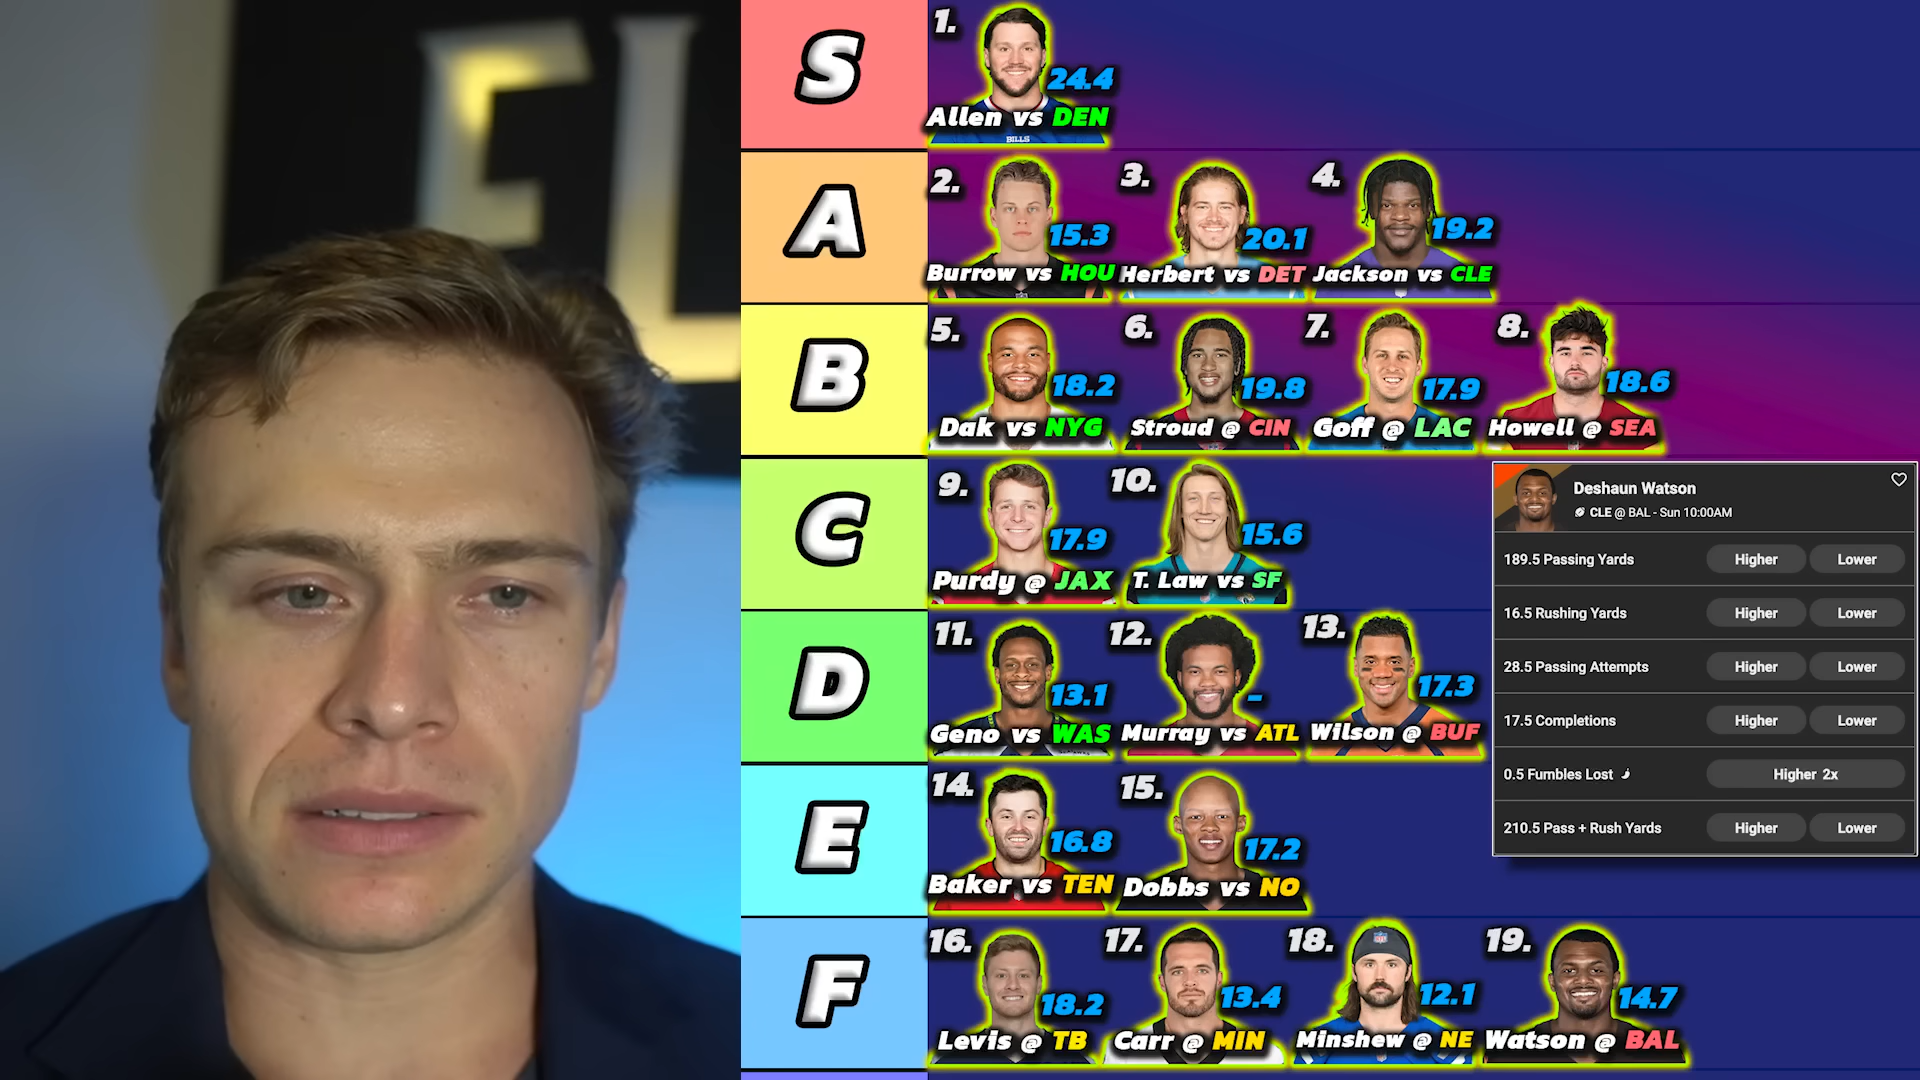 S
1.
24.4
Allen vs DEN
BILLS
A
2.
15.3
Burrow vs HOU
3.
20.1
Herbert vs DET
4.
19.2
Jackson vs CLE
B
5.
18.2
Dak vs NYG
6.
19.8
Stroud @ CIN
7.
17.9
Goff @ LAC
8.
18.6
Howell @ SEA
C
9.
17.9
Purdy @ JAX
10.
15.6
T. Law vs SF
D
11.
13.1
Geno vs WAS
12.
-
Murray vs ATL
13.
17.3
Wilson @ BUF
E
14.
16.8
Baker vs TEN
15.
17.2
Dobbs vs NO
F
16.
18.2
Levis @ TB
17.
13.4
Carr @ MIN
18.
12.1
Minshew @ NE
19.
14.7
Watson @ BAL
Deshaun Watson
CLE @ BAL - Sun 10:00AM
189.5 Passing Yards Higher Lower
16.5 Rushing Yards Higher Lower
28.5 Passing Attempts Higher Lower
17.5 Completions Higher Lower
0.5 Fumbles Lost Higher 2x
210.5 Pass + Rush Yards Higher Lower